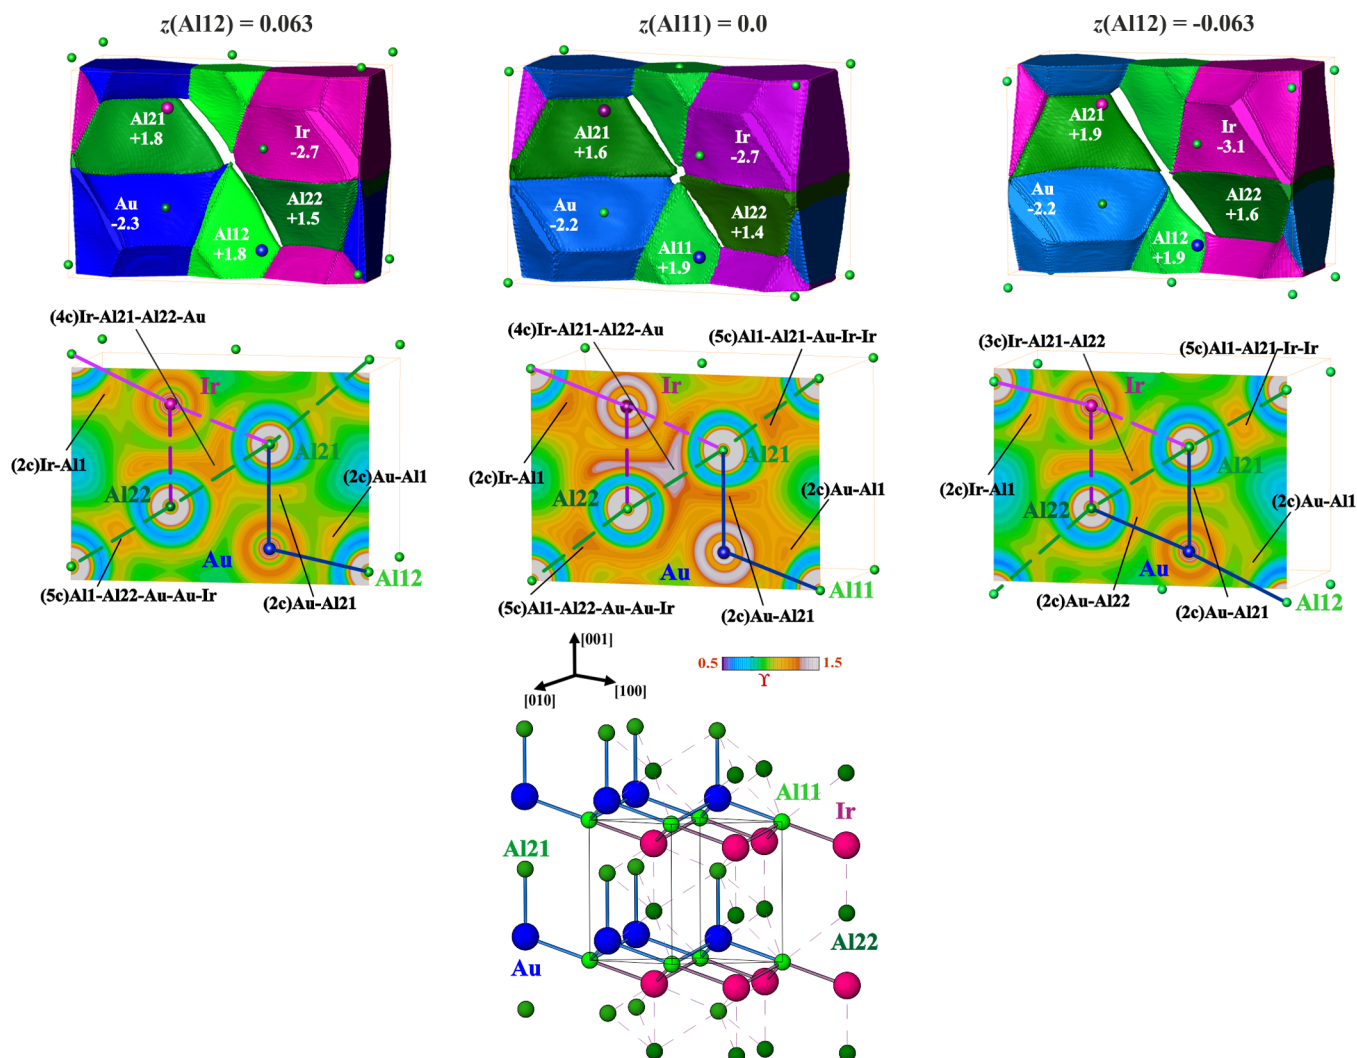 z(Al12) = 0.063
z(Al11) = 0.0
z(Al12) = -0.063
Al21
+1.8
Ir
-2.7
Au
-2.3
Al12
+1.8
Al22
+1.5
Al21
+1.6
Ir
-2.7
Au
-2.2
Al11
+1.9
Al22
+1.4
Al21
+1.9
Ir
-3.1
Au
-2.2
Al12
+1.9
Al22
+1.6
(4c)Ir-Al21-Al22-Au
Ir
(2c)Ir-Al1
Al21
(2c)Au-Al1
Al22
Au
Al12
(5c)Al1-Al22-Au-Au-Ir
(2c)Au-Al21
(4c)Ir-Al21-Al22-Au
(5c)Al1-Al21-Au-Ir-Ir
Ir
(2c)Ir-Al1
Al21
(2c)Au-Al1
Al22
Au
Al11
(5c)Al1-Al22-Au-Au-Ir
(2c)Au-Al21
(3c)Ir-Al21-Al22
(5c)Al1-Al21-Ir-Ir
Ir
(2c)Ir-Al1
Al21
(2c)Au-Al1
Al22
Au
Al12
(2c)Au-Al22
(2c)Au-Al21
[001]
[010]
[100]
0.5
1.5
ϒ
Al11
Ir
Al21
Al22
Au